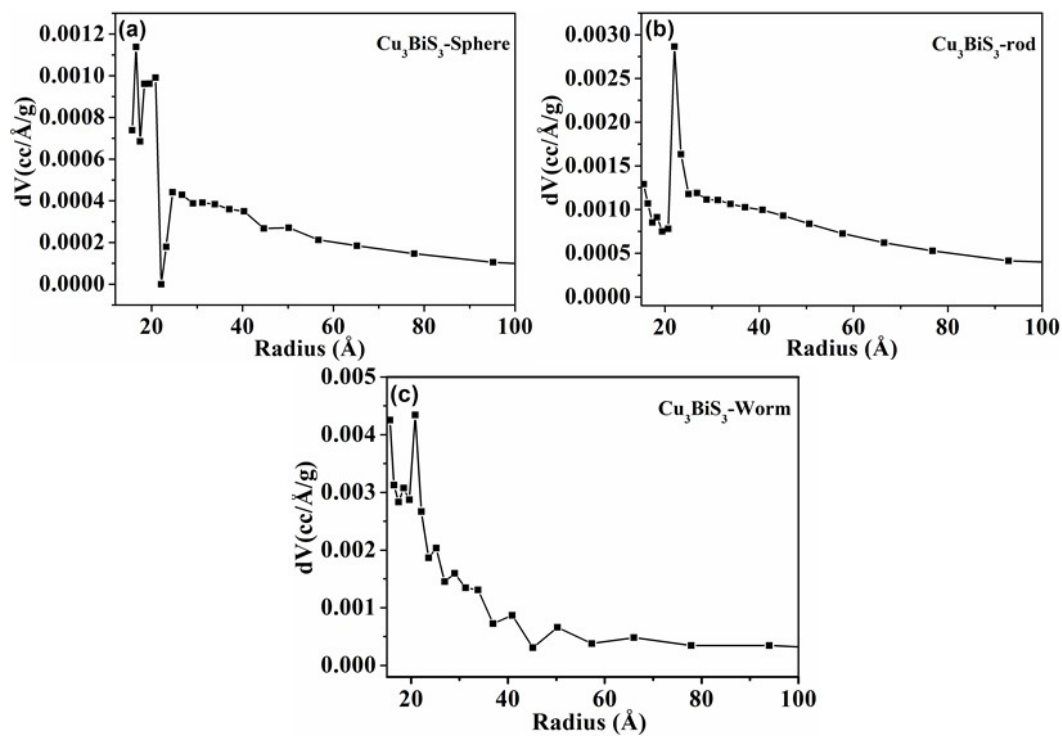 (a)
Cu₃BiS₃-Sphere
0.0012
0.0010
0.0008
0.0006
0.0004
0.0002
0.0000
dV(cc/Å/g)
20 40 60 80 100
Radius (Å)
(b)
Cu₃BiS₃-rod
0.0030
0.0025
0.0020
0.0015
0.0010
0.0005
0.0000
dV(cc/Å/g)
20 40 60 80 100
Radius (Å)
(c)
Cu₃BiS₃-Worm
0.005
0.004
0.003
0.002
0.001
0.000
dV(cc/Å/g)
20 40 60 80 100
Radius (Å)